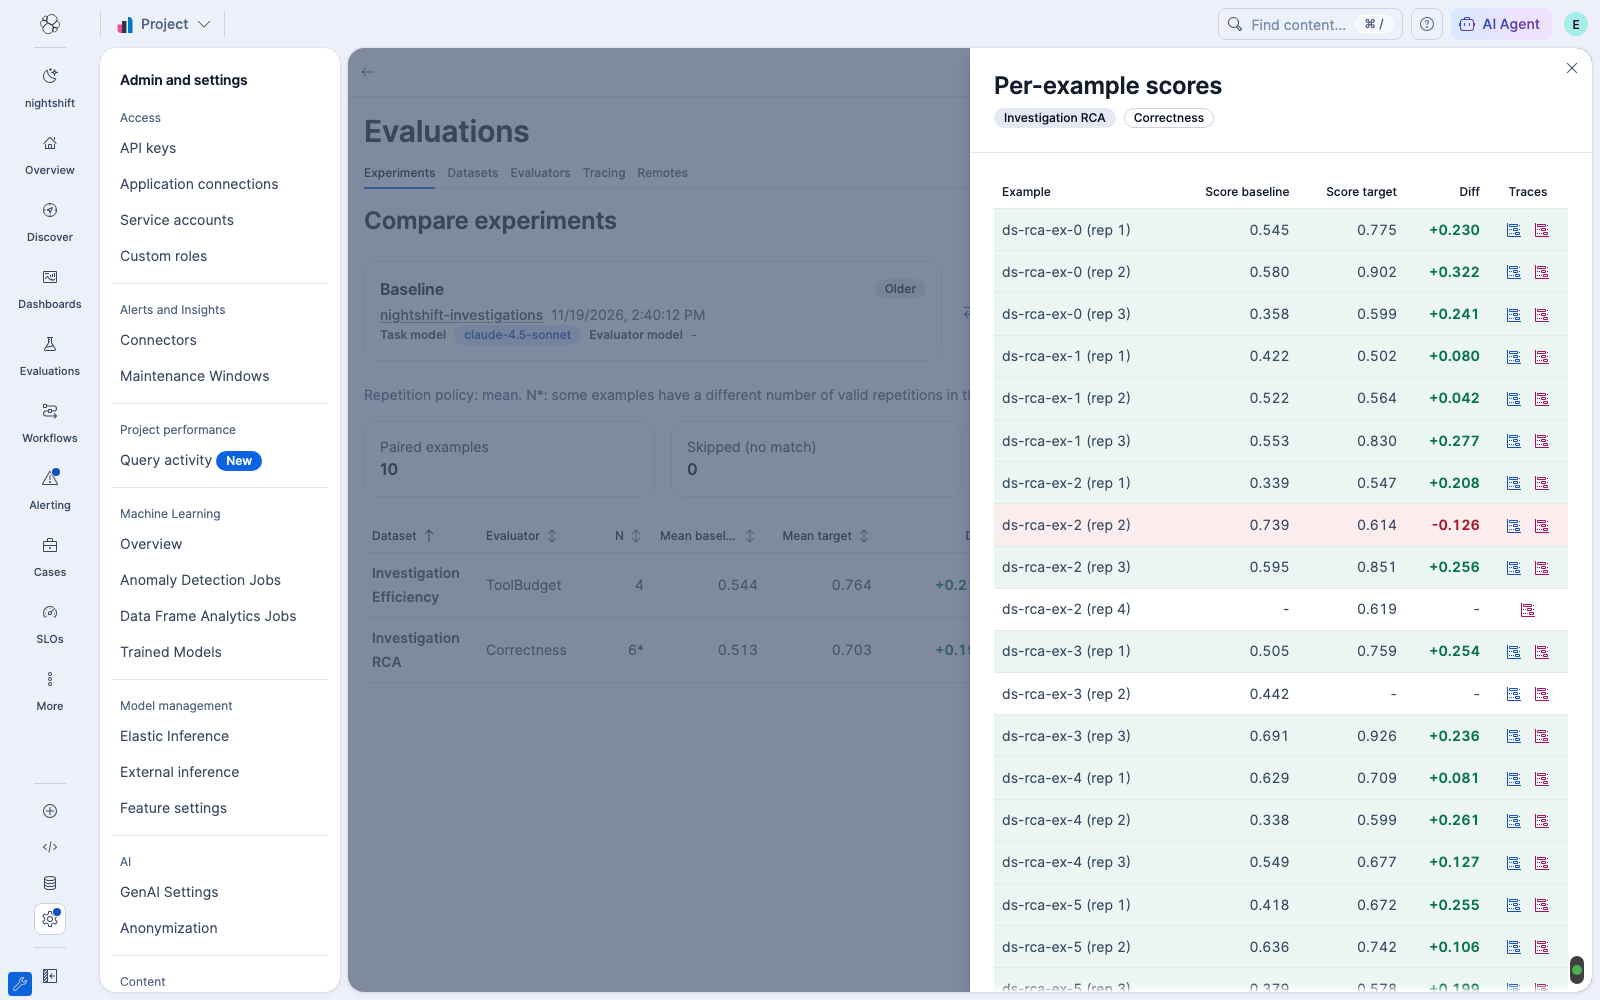 Project
Find content...
⌘ /
AI Agent
E
nightshift
Overview
Discover
Dashboards
Evaluations
Workflows
Alerting
Cases
SLOs
More
Admin and settings
Access
API keys
Application connections
Service accounts
Custom roles
Alerts and Insights
Connectors
Maintenance Windows
Project performance
Query activity New
Machine Learning
Overview
Anomaly Detection Jobs
Data Frame Analytics Jobs
Trained Models
Model management
Elastic Inference
External inference
Feature settings
AI
GenAI Settings
Anonymization
Content
Evaluations
Experiments Datasets Evaluators Tracing Remotes
Compare experiments
Baseline Older
nightshift-investigations 11/19/2026, 2:40:12 PM
Task model claude-4.5-sonnet Evaluator model -
Repetition policy: mean. N*: some examples have a different number of valid repetitions in
Paired examples
10
Skipped (no match)
0
Dataset Evaluator N Mean basel... Mean target
Investigation Efficiency ToolBudget 4 0.544 0.764
Investigation RCA Correctness 6* 0.513 0.703
Per-example scores
Investigation RCA Correctness
Example Score baseline Score target Diff Traces
ds-rca-ex-0 (rep 1) 0.545 0.775 +0.230
ds-rca-ex-0 (rep 2) 0.580 0.902 +0.322
ds-rca-ex-0 (rep 3) 0.358 0.599 +0.241
ds-rca-ex-1 (rep 1) 0.422 0.502 +0.080
ds-rca-ex-1 (rep 2) 0.522 0.564 +0.042
ds-rca-ex-1 (rep 3) 0.553 0.830 +0.277
ds-rca-ex-2 (rep 1) 0.339 0.547 +0.208
ds-rca-ex-2 (rep 2) 0.739 0.614 -0.126
ds-rca-ex-2 (rep 3) 0.595 0.851 +0.256
ds-rca-ex-2 (rep 4) - 0.619 -
ds-rca-ex-3 (rep 1) 0.505 0.759 +0.254
ds-rca-ex-3 (rep 2) 0.442 - -
ds-rca-ex-3 (rep 3) 0.691 0.926 +0.236
ds-rca-ex-4 (rep 1) 0.629 0.709 +0.081
ds-rca-ex-4 (rep 2) 0.338 0.599 +0.261
ds-rca-ex-4 (rep 3) 0.549 0.677 +0.127
ds-rca-ex-5 (rep 1) 0.418 0.672 +0.255
ds-rca-ex-5 (rep 2) 0.636 0.742 +0.106
ds-rca-ex-5 (rep 3) 0.379 0.578 +0.199